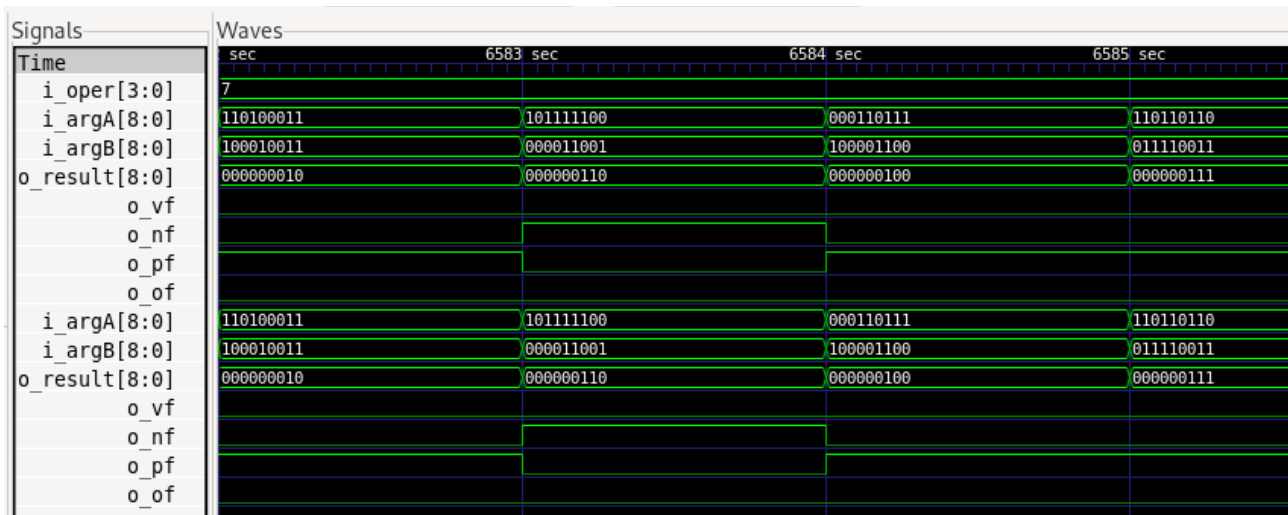 Signals Waves
Time sec 6583 sec 6584 sec 6585 sec
i_oper[3:0] 7
i_argA[8:0] 110100011 101111100 000110111 110110110
i_argB[8:0] 100010011 000011001 100001100 011110011
o_result[8:0] 000000010 000000110 000000100 000000111
o_vf
o_nf
o_pf
o_of
i_argA[8:0] 110100011 101111100 000110111 110110110
i_argB[8:0] 100010011 000011001 100001100 011110011
o_result[8:0] 000000010 000000110 000000100 000000111
o_vf
o_nf
o_pf
o_of